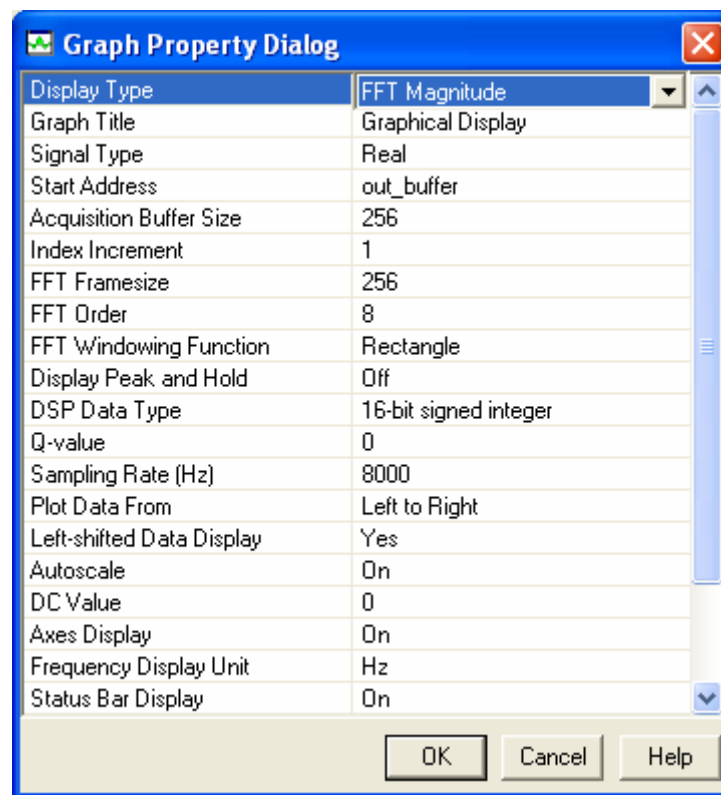 Graph Property Dialog
Display Type FFT Magnitude
Graph Title Graphical Display
Signal Type Real
Start Address out_buffer
Acquisition Buffer Size 256
Index Increment 1
FFT Framesize 256
FFT Order 8
FFT Windowing Function Rectangle
Display Peak and Hold Off
DSP Data Type 16-bit signed integer
Q-value 0
Sampling Rate (Hz) 8000
Plot Data From Left to Right
Left-shifted Data Display Yes
Autoscale On
DC Value 0
Axes Display On
Frequency Display Unit Hz
Status Bar Display On
OK Cancel Help